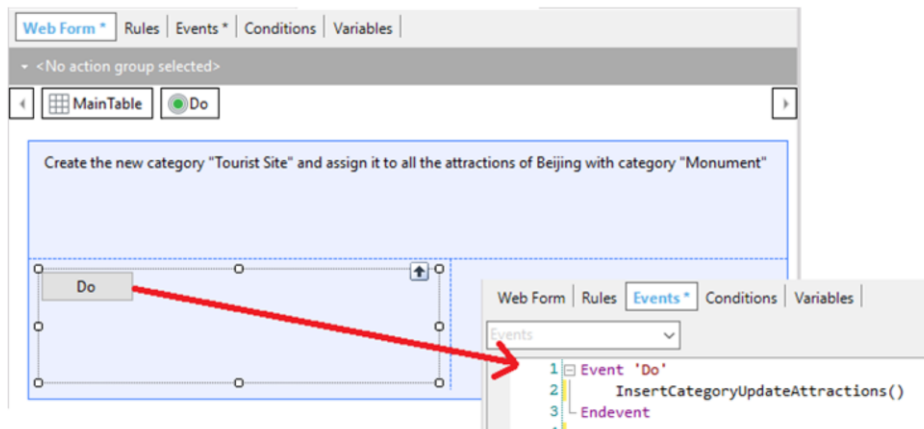 Web Form * Rules Events * Conditions Variables
<No action group selected>
MainTable Do
Create the new category "Tourist Site" and assign it to all the attractions of Beijing with category "Monument"
Do
Web Form Rules Events * Conditions Variables
Events
1 Event 'Do'
2 InsertCategoryUpdateAttractions()
3 Endevent